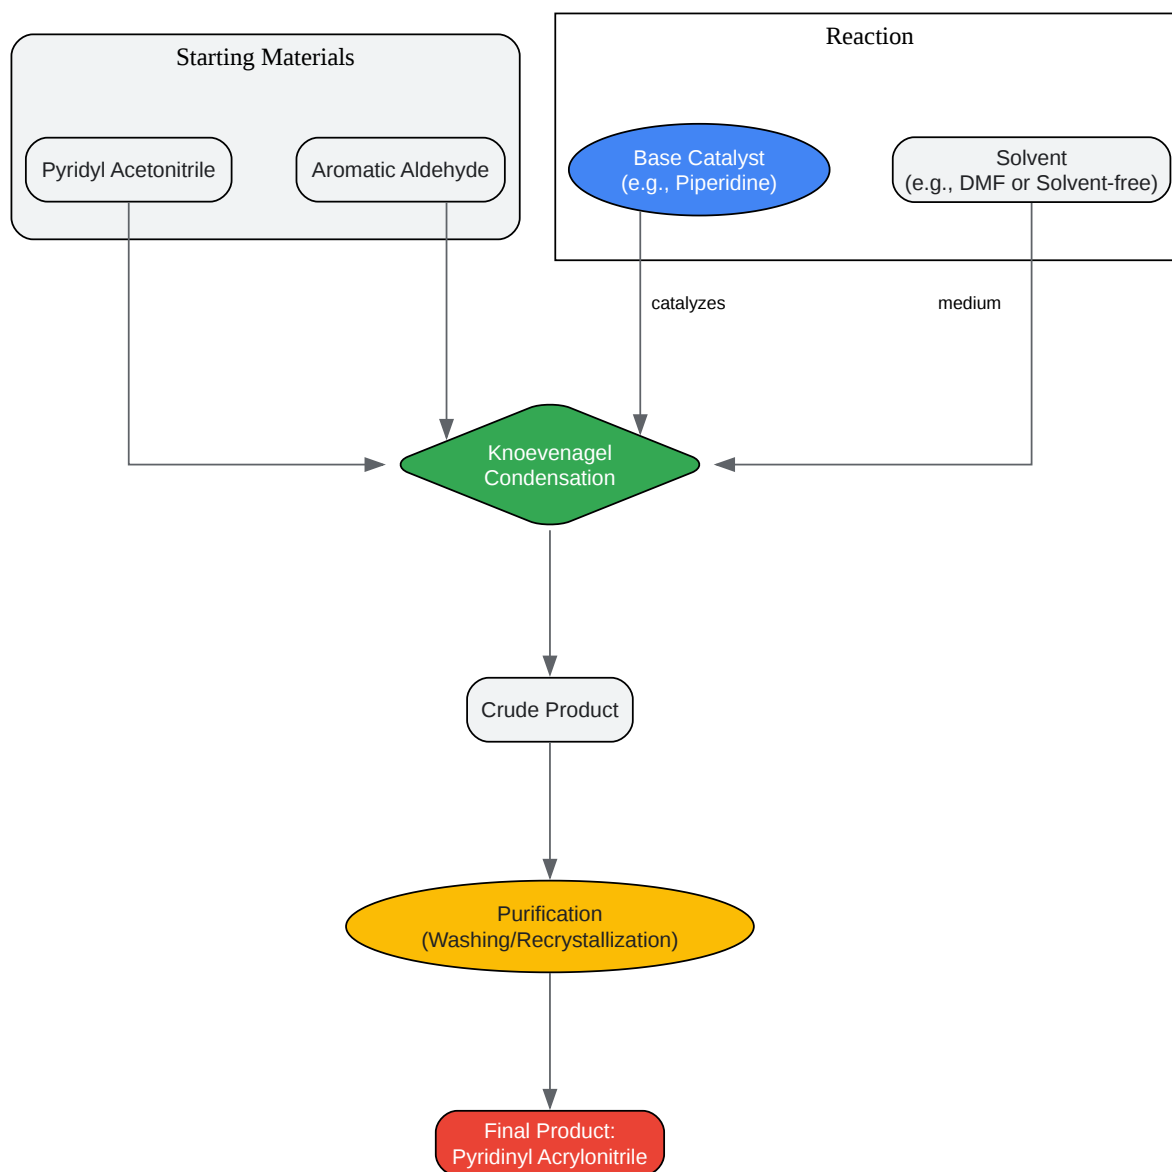 Starting Materials
Reaction
Pyridyl Acetonitrile
Aromatic Aldehyde
Base Catalyst
(e.g., Piperidine)
Solvent
(e.g., DMF or Solvent-free)
catalyzes
medium
Knoevenagel
Condensation
Crude Product
Purification
(Washing/Recrystallization)
Final Product:
Pyridinyl Acrylonitrile